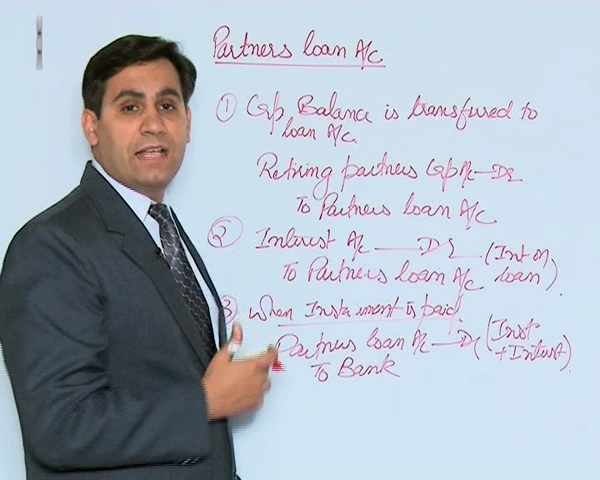 Partners loan A/c
① Cap Balance is transfused to
loan A/c.
Retiring partners Cap A/c — Dr
To Partners loan A/c
② Interest A/c — Dr (Int on
To Partners loan A/c loan)
③ When Instalment is paid
Partners loan A/c — Dr (Inst
To Bank + Interest)